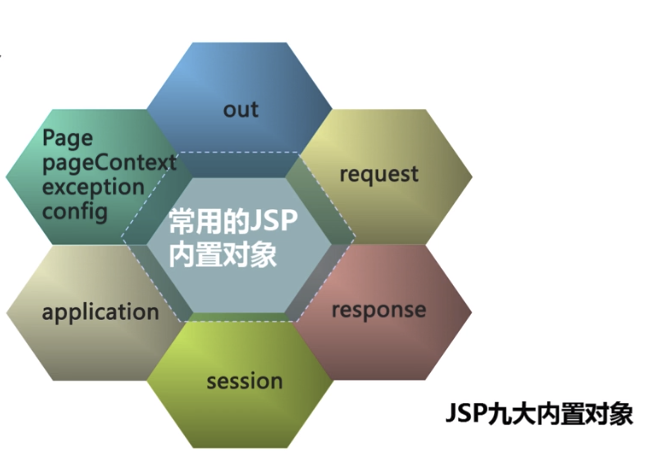 out
Page
pageContext
exception
config
request
常用的JSP
内置对象
application
response
session
JSP九大内置对象